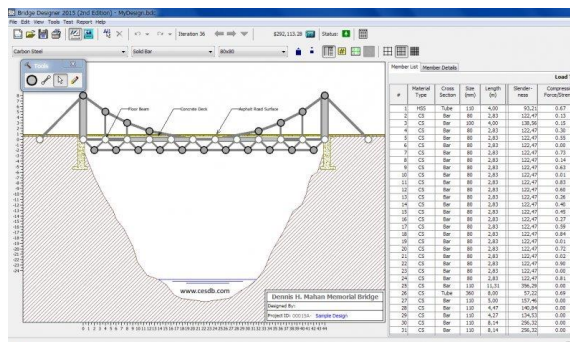 Bridge Designer 2015 (2nd Edition) - MyDesign.bdc
File Edit View Tools Test Report Help
Iteration 36
$292,113.28
Status:
Carbon Steel
Solid Bar
80x80
Tools
Member List
Member Details
Load
#
Material Type
Cross Section
Size (mm)
Length (m)
Slender- ness
Compression Force/Stren
1 HSS Tube 110 4,00 93,21 0.67
2 CS Bar 80 2,83 122,47 0.13
3 CS Bar 100 4,00 138,56 0.15
4 CS Bar 80 2,83 122,47 0.30
5 CS Bar 80 2,83 122,47 0.55
6 CS Bar 80 2,83 122,47 0.00
7 CS Bar 80 2,83 122,47 0.73
8 CS Bar 80 2,83 122,47 0.14
9 CS Bar 80 2,83 122,47 0.63
10 CS Bar 80 2,83 122,47 0.01
11 CS Bar 80 2,83 122,47 0.83
12 CS Bar 80 2,83 122,47 0.60
13 CS Bar 80 2,83 122,47 0.26
14 CS Bar 80 2,83 122,47 0.40
15 CS Bar 80 2,83 122,47 0.45
16 CS Bar 80 2,83 122,47 0.27
17 CS Bar 80 2,83 122,47 0.59
18 CS Bar 80 2,83 122,47 0.84
19 CS Bar 80 2,83 122,47 0.01
20 CS Bar 80 2,83 122,47 0.72
21 CS Bar 80 2,83 122,47 0.02
22 CS Bar 80 2,83 122,47 0.90
23 CS Bar 80 2,83 122,47 0.00
24 CS Bar 80 2,83 122,47 0.81
25 CS Bar 110 11,31 356,29 0.00
26 CS Tube 360 8,00 57,22 0.69
27 CS Bar 110 5,00 157,46 0.00
28 CS Bar 110 4,47 140,84 0.00
29 CS Bar 110 4,27 134,53 0.00
30 CS Bar 110 8,14 256,32 0.00
31 CS Bar 110 8,14 256,32 0.00
Floor Beam
Concrete Deck
Asphalt Road Surface
www.cesdb.com
Dennis H. Mahan Memorial Bridge
Designed By:
Project ID: 00015A- Sample Design